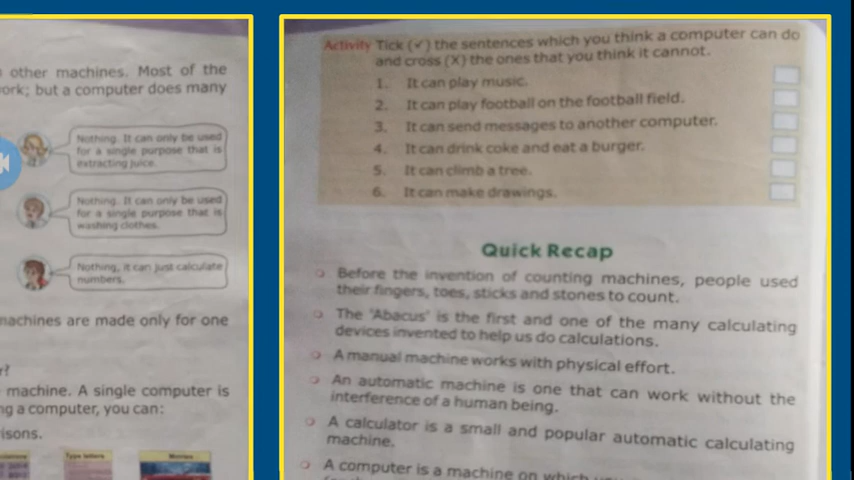 other machines. Most of the
ork; but a computer does many
Nothing. It can only be used
for a single purpose that is
extracting juice.
Nothing. It can only be used
for a single purpose that is
washing clothes.
Nothing, it can just calculate
numbers.
machines are made only for one
r?
machine. A single computer is
ng a computer, you can:
isons.
Type letters
Movies
Activity Tick (✓) the sentences which you think a computer can do
and cross (X) the ones that you think it cannot.
1. It can play music.
2. It can play football on the football field.
3. It can send messages to another computer.
4. It can drink coke and eat a burger.
5. It can climb a tree.
6. It can make drawings.
Quick Recap
Before the invention of counting machines, people used
their fingers, toes, sticks and stones to count.
The 'Abacus' is the first and one of the many calculating
devices invented to help us do calculations.
A manual machine works with physical effort.
An automatic machine is one that can work without the
interference of a human being.
A calculator is a small and popular automatic calculating
machine.
A computer is a machine on which